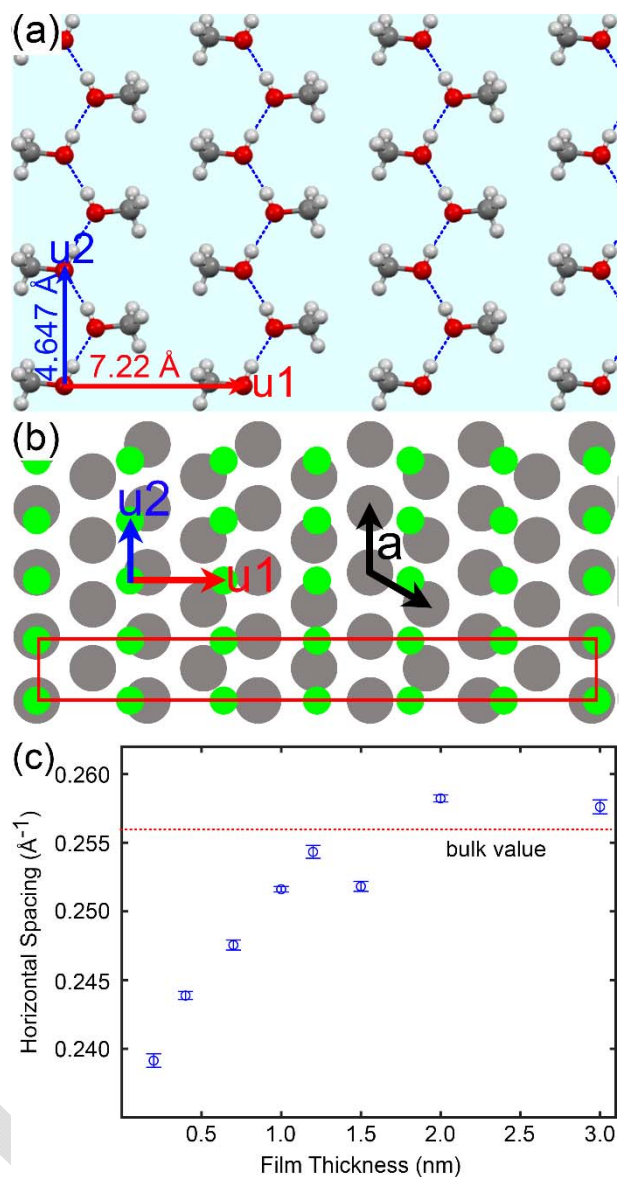 (a)
u2
4.647 Å
7.22 Å
u1
(b)
u2
u1
a
(c)
0.260
0.255
0.250
0.245
0.240
bulk value
Horizontal Spacing (Å⁻¹)
0.5 1.0 1.5 2.0 2.5 3.0
Film Thickness (nm)